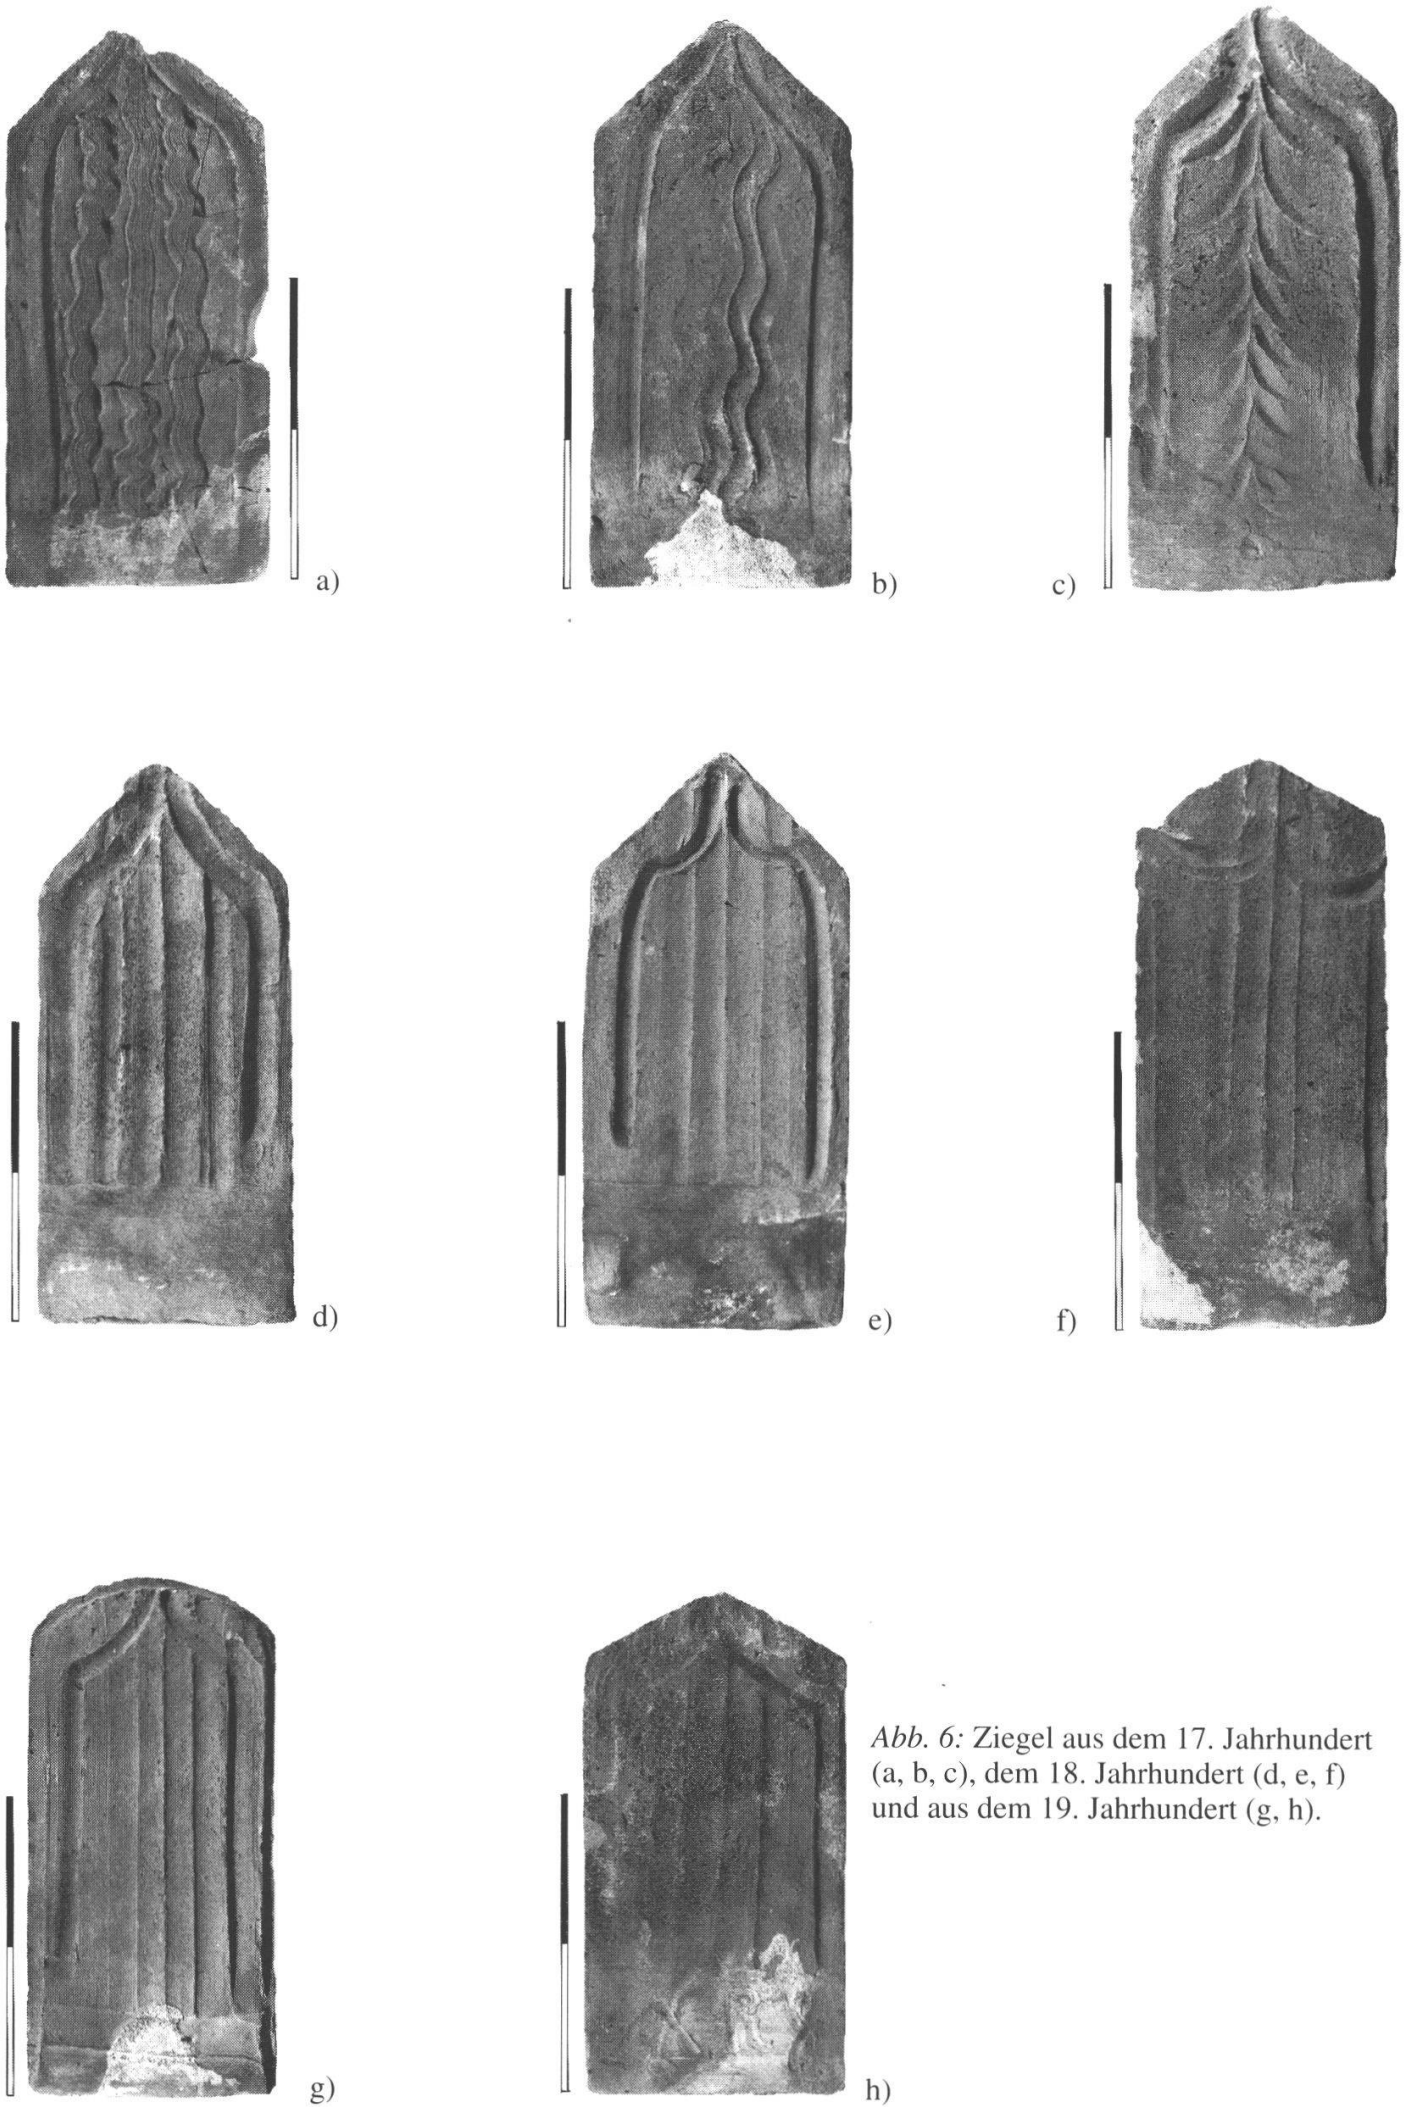 a)
b)
c)
d)
e)
f)
g)
h)
Abb. 6: Ziegel aus dem 17. Jahrhundert
(a, b, c), dem 18. Jahrhundert (d, e, f)
und aus dem 19. Jahrhundert (g, h).